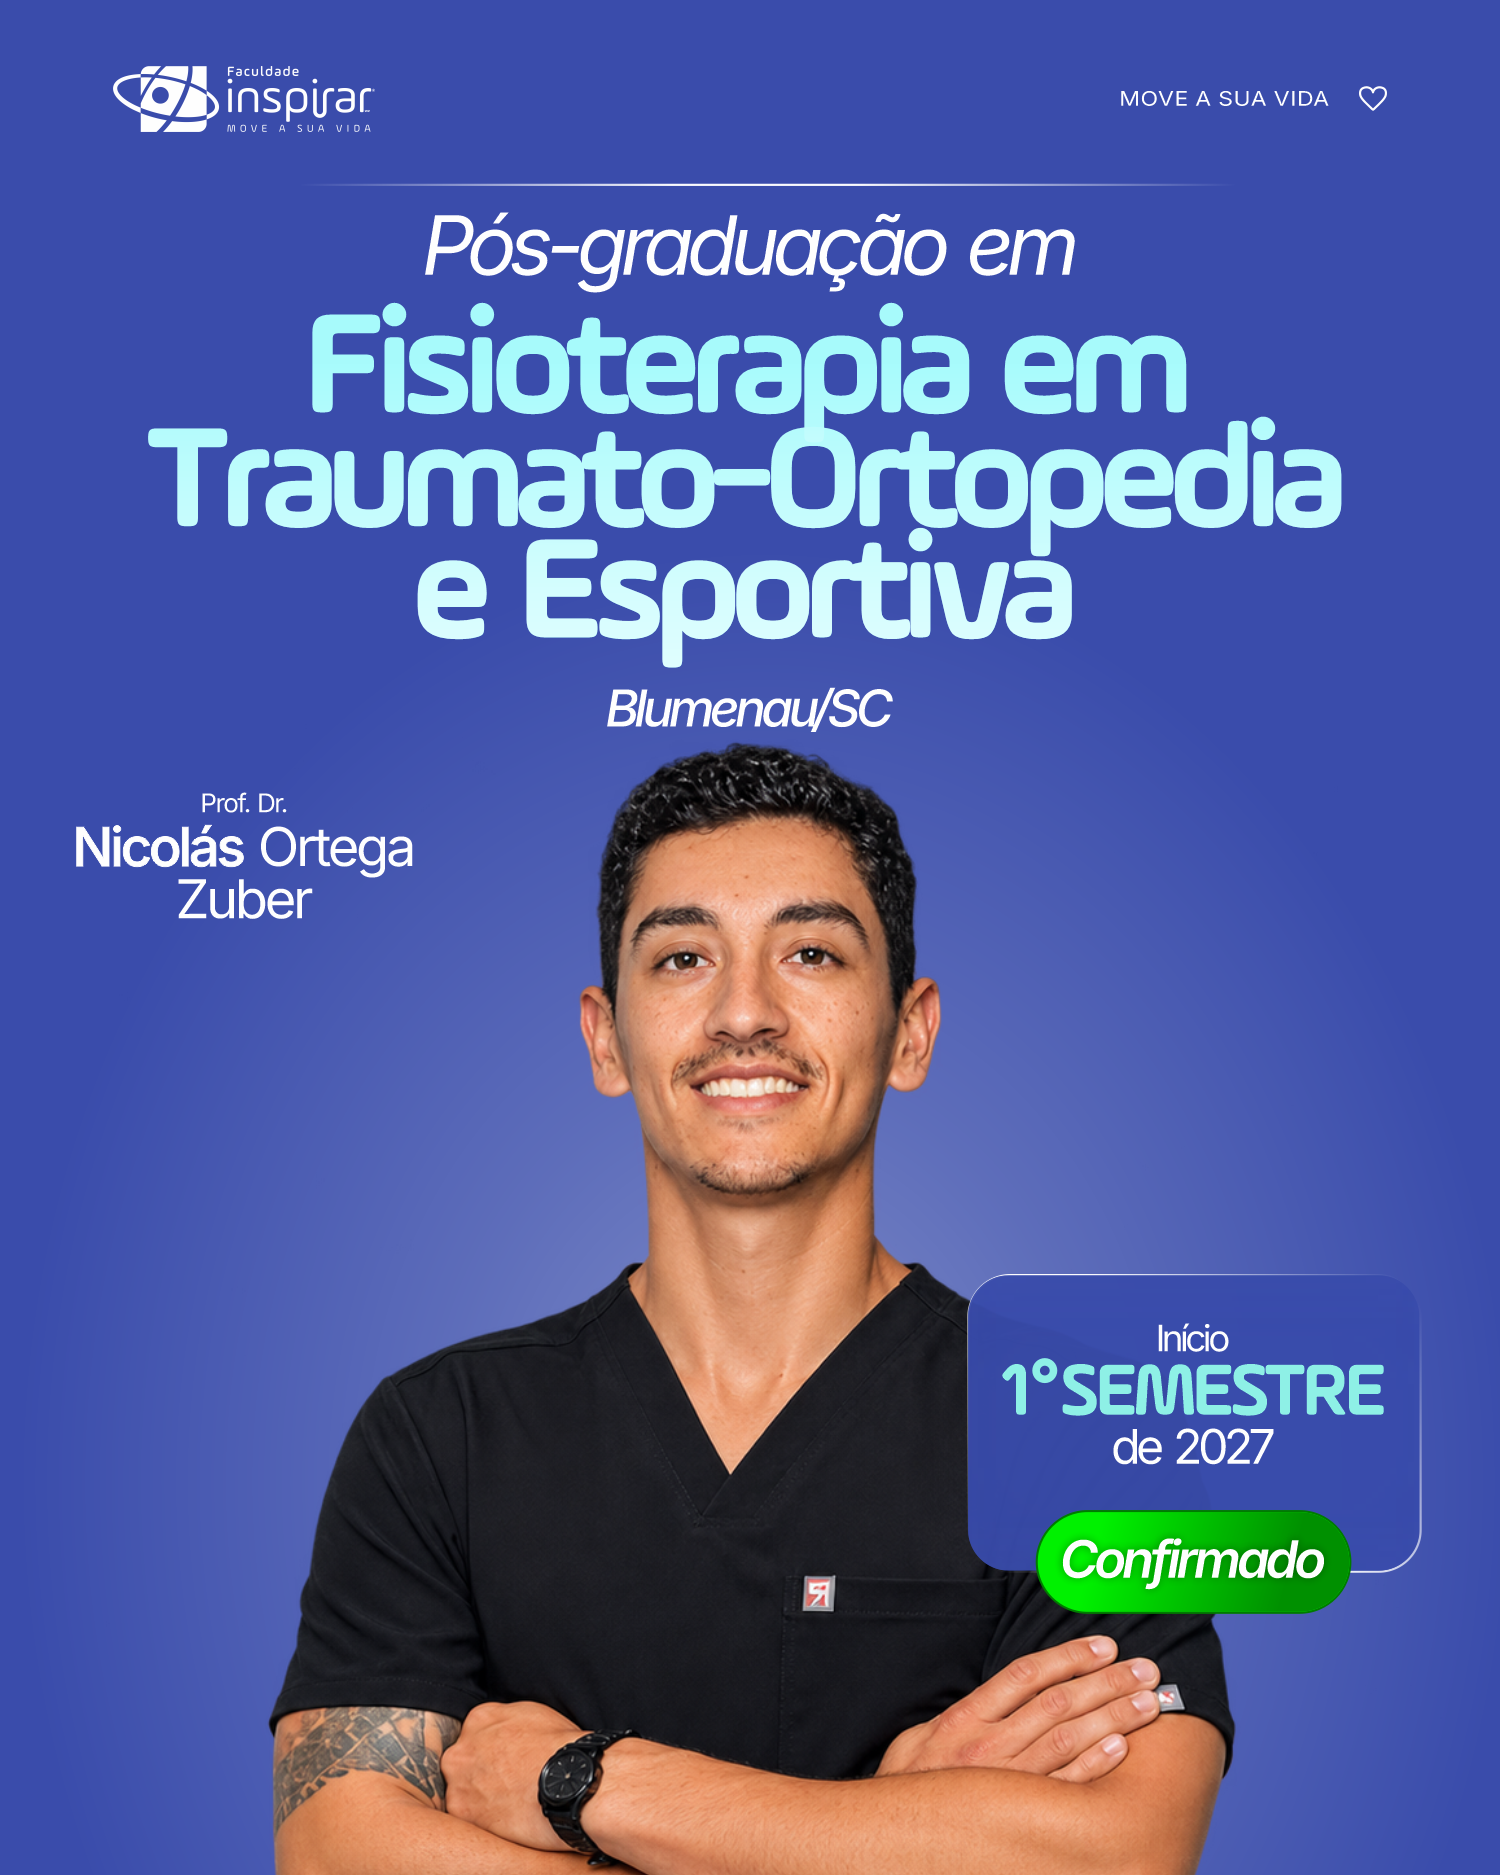 Faculdade
inspirar
MOVE A SUA VIDA
MOVE A SUA VIDA
Pós-graduação em
Fisioterapia em
Traumato-Ortopedia
e Esportiva
Blumenau/SC
Prof. Dr.
Nicolás Ortega
Zuber
Início
1°SEMESTRE
de 2027
Confirmado